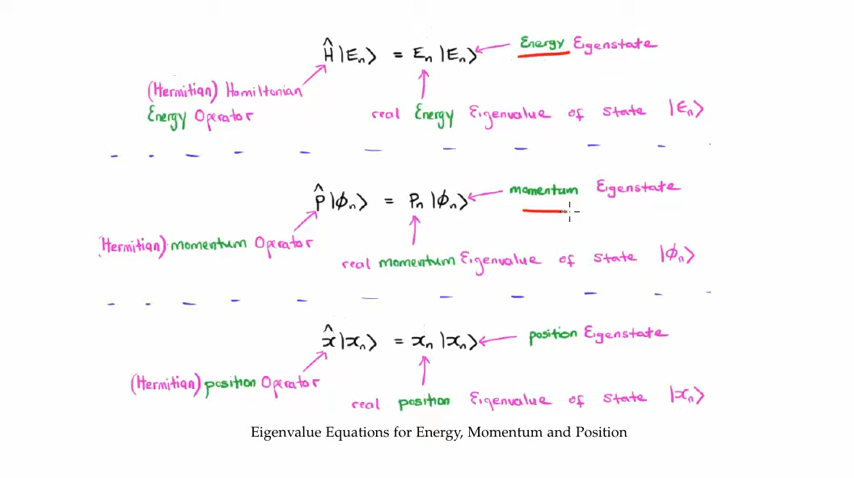 Ĥ|Eₙ⟩ = Eₙ|Eₙ⟩ Energy Eigenstate
(Hermitian) Hamiltonian
Energy Operator
real Energy Eigenvalue of state |Eₙ⟩
P̂|ϕₙ⟩ = Pₙ|ϕₙ⟩ momentum Eigenstate
(Hermitian) momentum Operator
real momentum Eigenvalue of state |ϕₙ⟩
x̂|xₙ⟩ = xₙ|xₙ⟩ position Eigenstate
(Hermitian) position Operator
real position Eigenvalue of state |xₙ⟩
Eigenvalue Equations for Energy, Momentum and Position